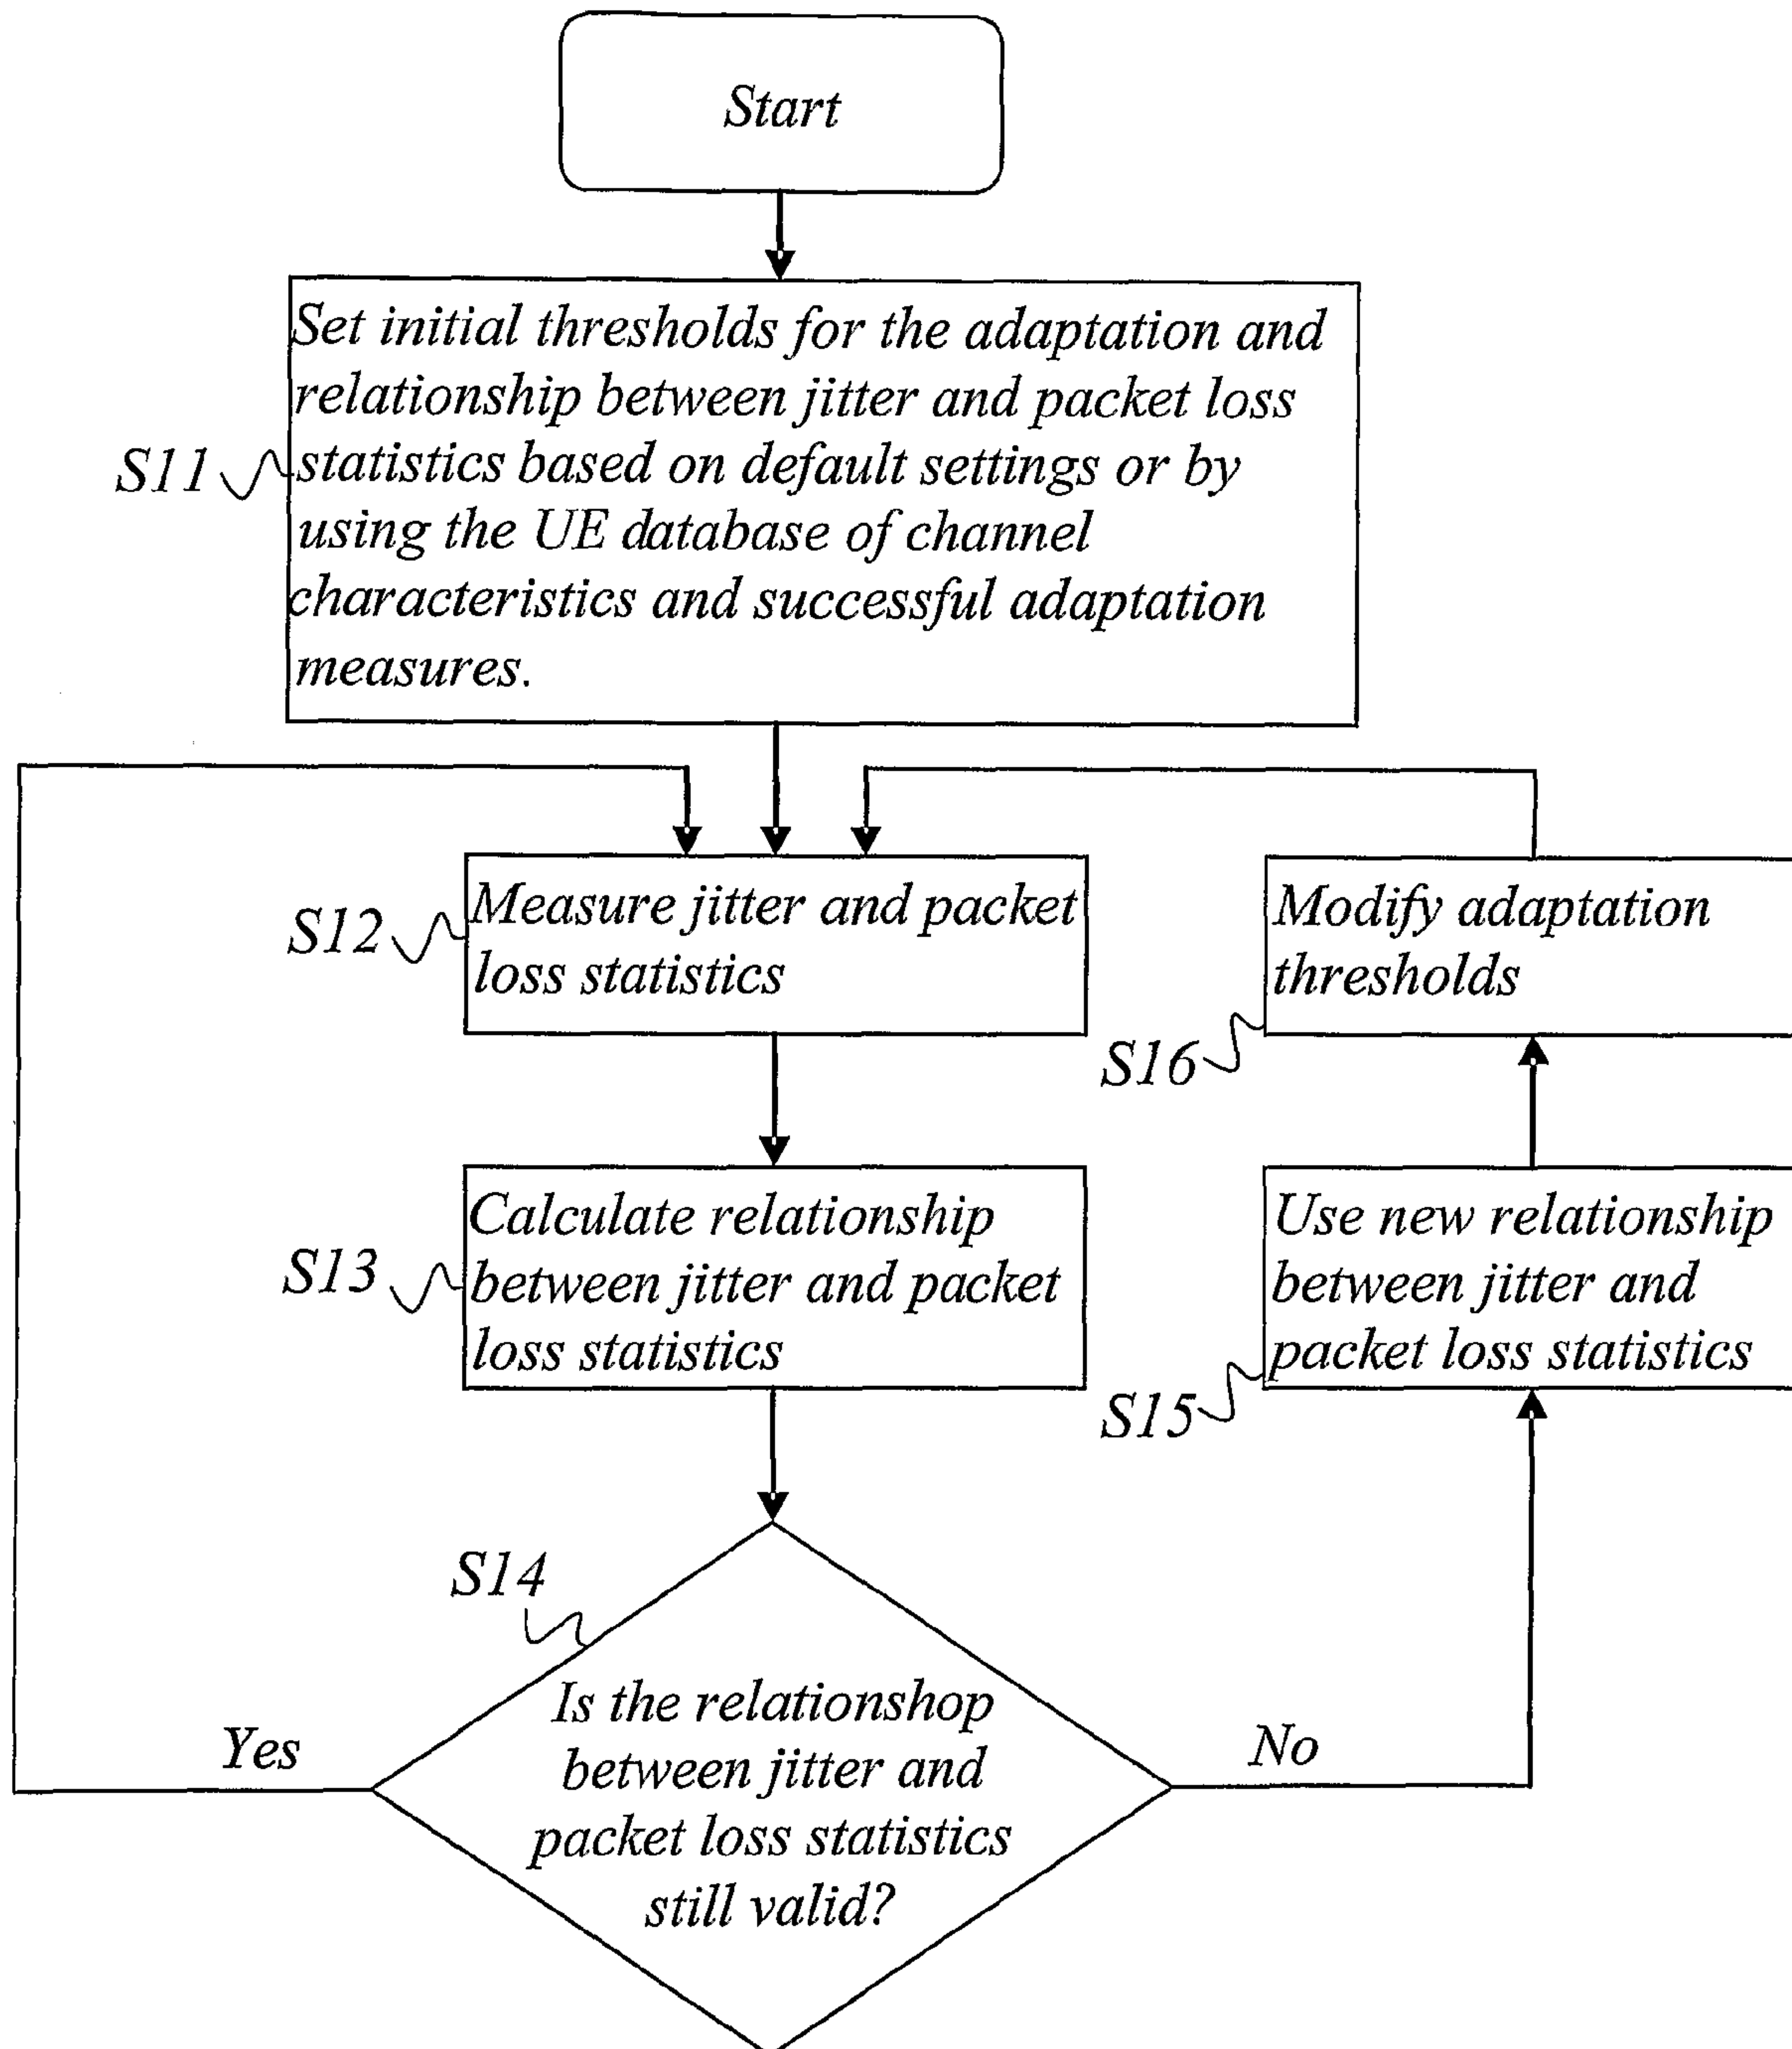 Start
Set initial thresholds for the adaptation and
relationship between jitter and packet loss
statistics based on default settings or by
using the UE database of channel
characteristics and successful adaptation
measures.
S11
S12
Measure jitter and packet
loss statistics
Modify adaptation
thresholds
S16
S13
Calculate relationship
between jitter and packet
loss statistics
Use new relationship
between jitter and
packet loss statistics
S15
S14
Is the relationshop
between jitter and
packet loss statistics
still valid?
Yes
No